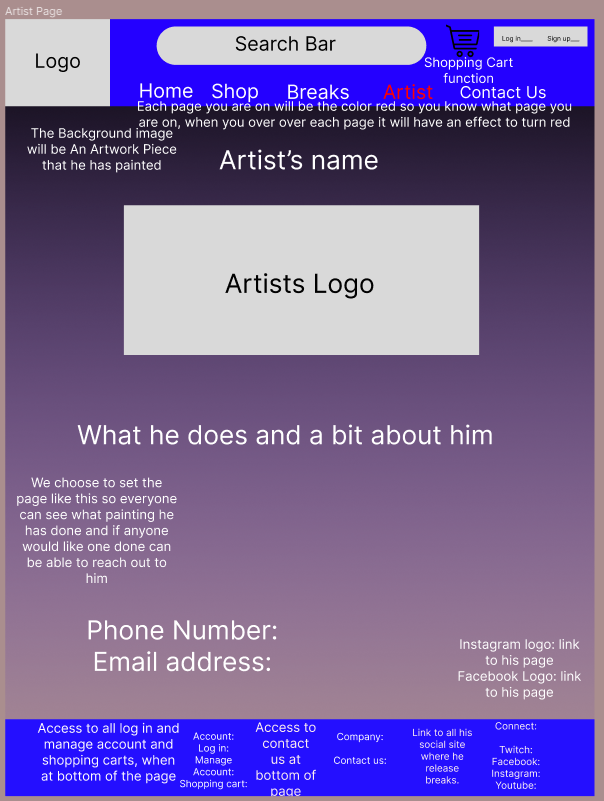 Artist Page
Logo
Search Bar
Log in___
Sign up___
Shopping Cart
function
Home
Shop
Breaks
Artist
Contact Us
Each page you are on will be the color red so you know what page you
are on, when you over over each page it will have an effect to turn red
The Background image
will be An Artwork Piece
that he has painted
Artist’s name
Artists Logo
What he does and a bit about him
We choose to set the
page like this so everyone
can see what painting he
has done and if anyone
would like one done can
be able to reach out to
him
Phone Number:
Email address:
Instagram logo: link
to his page
Facebook Logo: link
to his page
Access to all log in and
manage account and
shopping carts, when
at bottom of the page
Account:
Log in:
Manage
Account:
Shopping cart:
Access to
contact
us at
bottom of
page
Company:
Contact us:
Link to all his
social site
where he
release
breaks.
Connect:
Twitch:
Facebook:
Instagram:
Youtube: